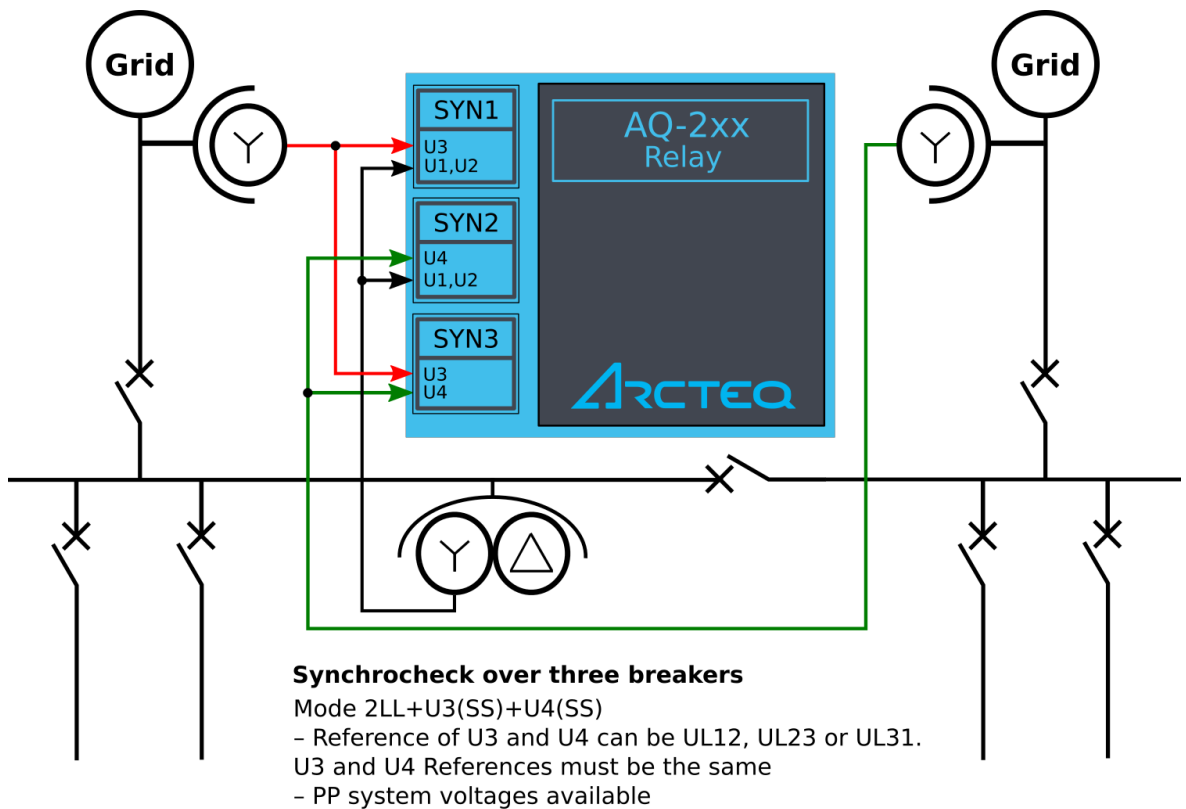 Grid
Grid
SYN1
U3
U1,U2
AQ-2xx
Relay
SYN2
U4
U1,U2
SYN3
U3
U4
ARCTEQ
Synchrocheck over three breakers
Mode 2LL+U3(SS)+U4(SS)
– Reference of U3 and U4 can be UL12, UL23 or UL31.
U3 and U4 References must be the same
– PP system voltages available